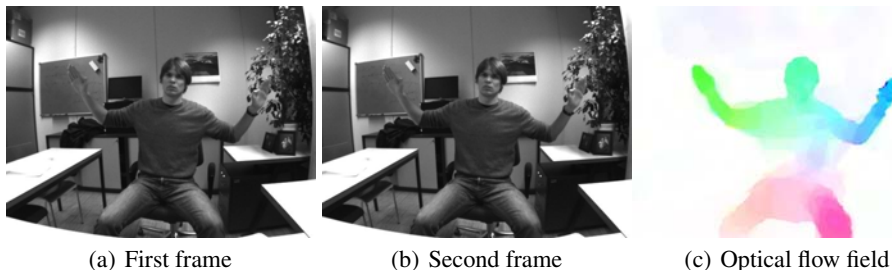 (a) First frame
(b) Second frame
(c) Optical flow field